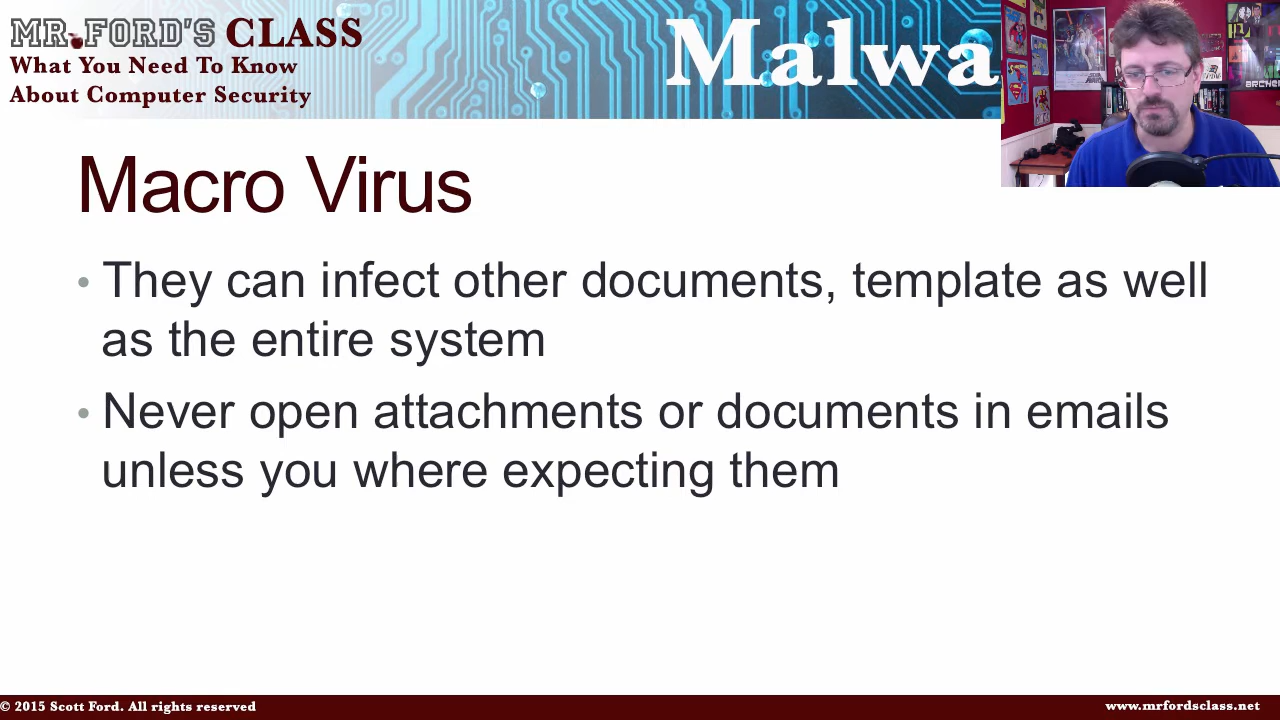 MR.FORD'S CLASS
What You Need To Know
About Computer Security
Malwa
ARCHER
Macro Virus
• They can infect other documents, template as well
as the entire system
• Never open attachments or documents in emails
unless you where expecting them
© 2015 Scott Ford. All rights reserved
www.mrfordsclass.net